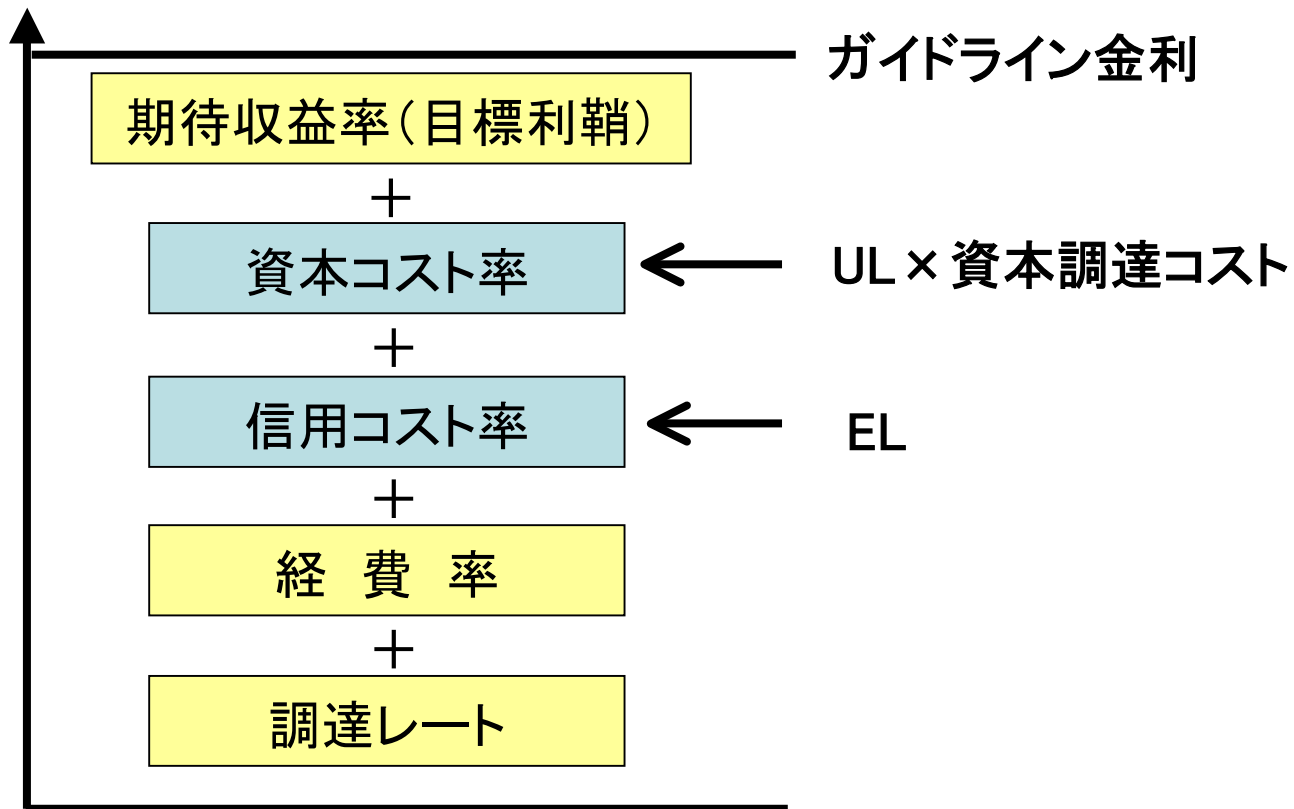 ガイドライン金利
期待収益率（目標利鞘）
＋
資本コスト率
UL×資本調達コスト
＋
信用コスト率
EL
＋
経　費　率
＋
調達レート